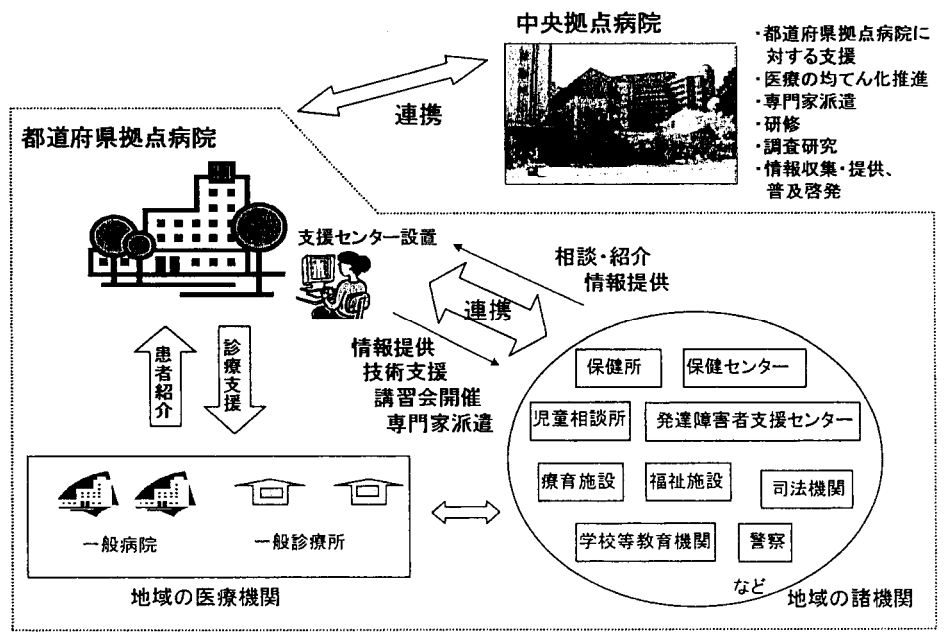 中央拠点病院
・都道府県拠点病院に
対する支援
・医療の均てん化推進
・専門家派遣
・研修
・調査研究
・情報収集・提供、
普及啓発
連携
都道府県拠点病院
支援センター設置
相談・紹介
情報提供
連携
情報提供
技術支援
講習会開催
専門家派遣
患者紹介
診療支援
一般病院
一般診療所
地域の医療機関
保健所
保健センター
児童相談所
発達障害者支援センター
療育施設
福祉施設
司法機関
学校等教育機関
警察
など
地域の諸機関